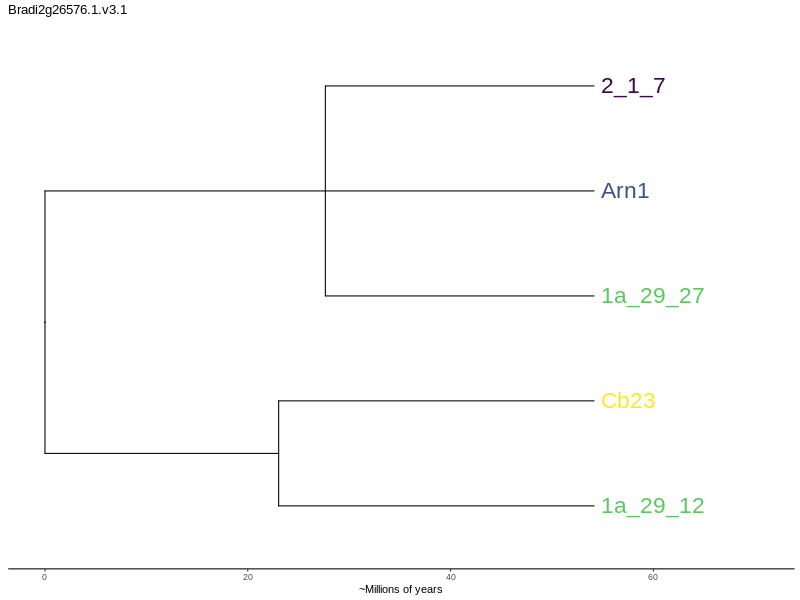 Bradi2g26576.1.v3.1
2_1_7
Arn1
1a_29_27
Cb23
1a_29_12
0 20 40 60
~Millions of years